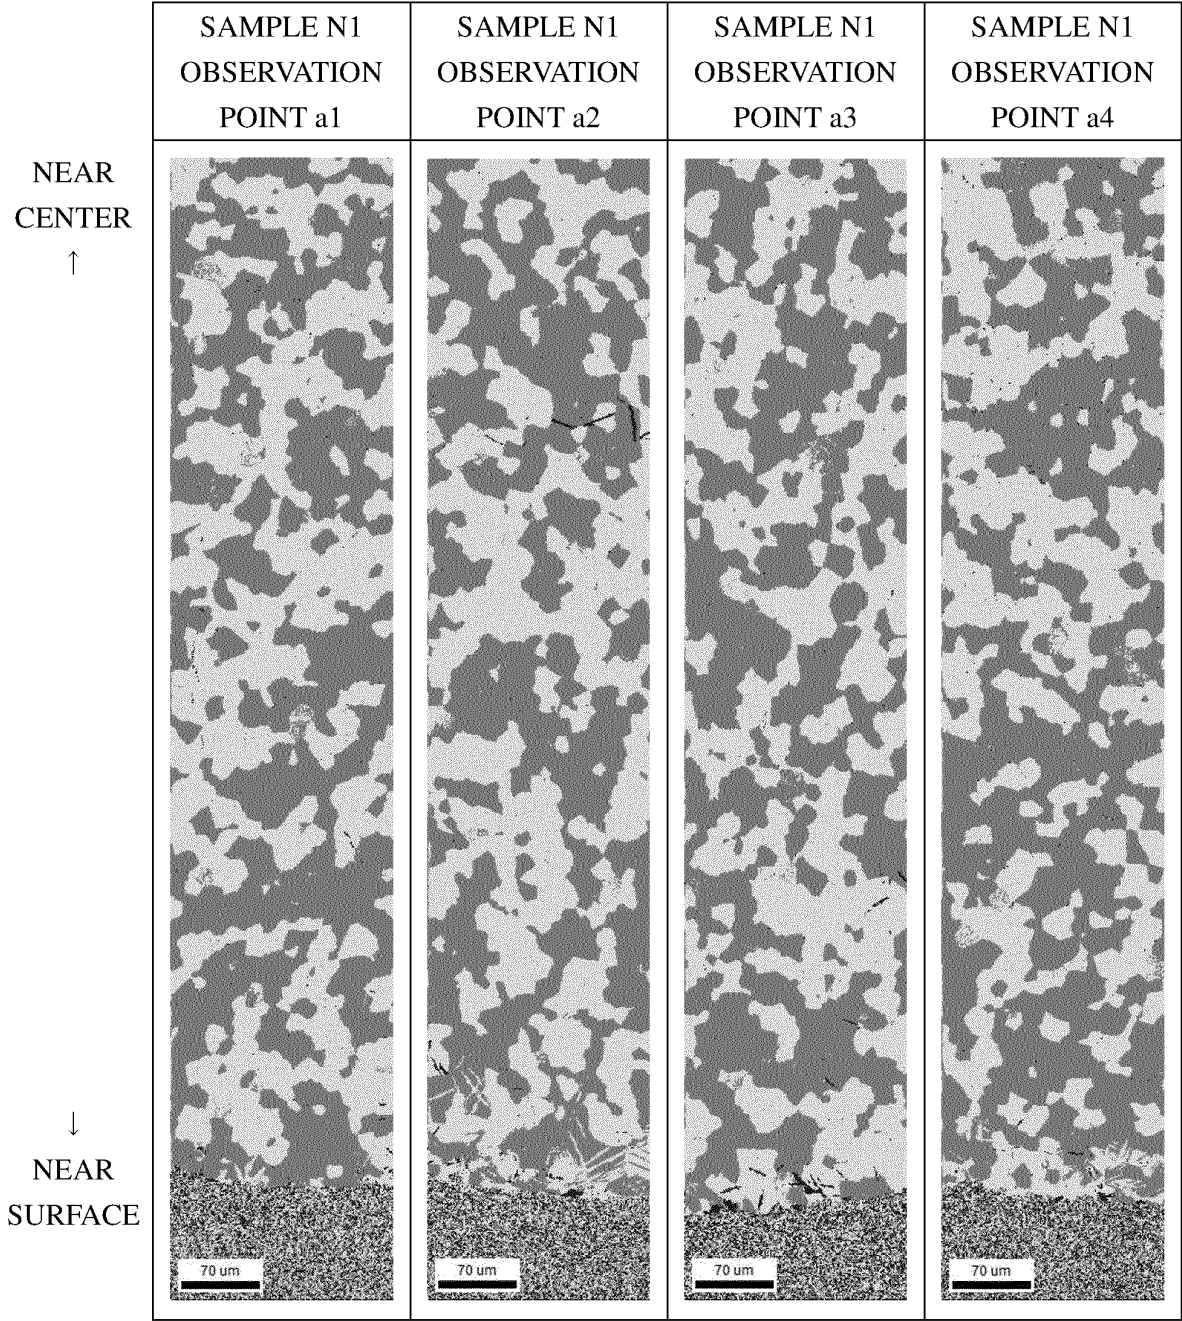 SAMPLE N1
OBSERVATION
POINT a1
SAMPLE N1
OBSERVATION
POINT a2
SAMPLE N1
OBSERVATION
POINT a3
SAMPLE N1
OBSERVATION
POINT a4
NEAR
CENTER
↑
↓
NEAR
SURFACE
70 um
70 um
70 um
70 um